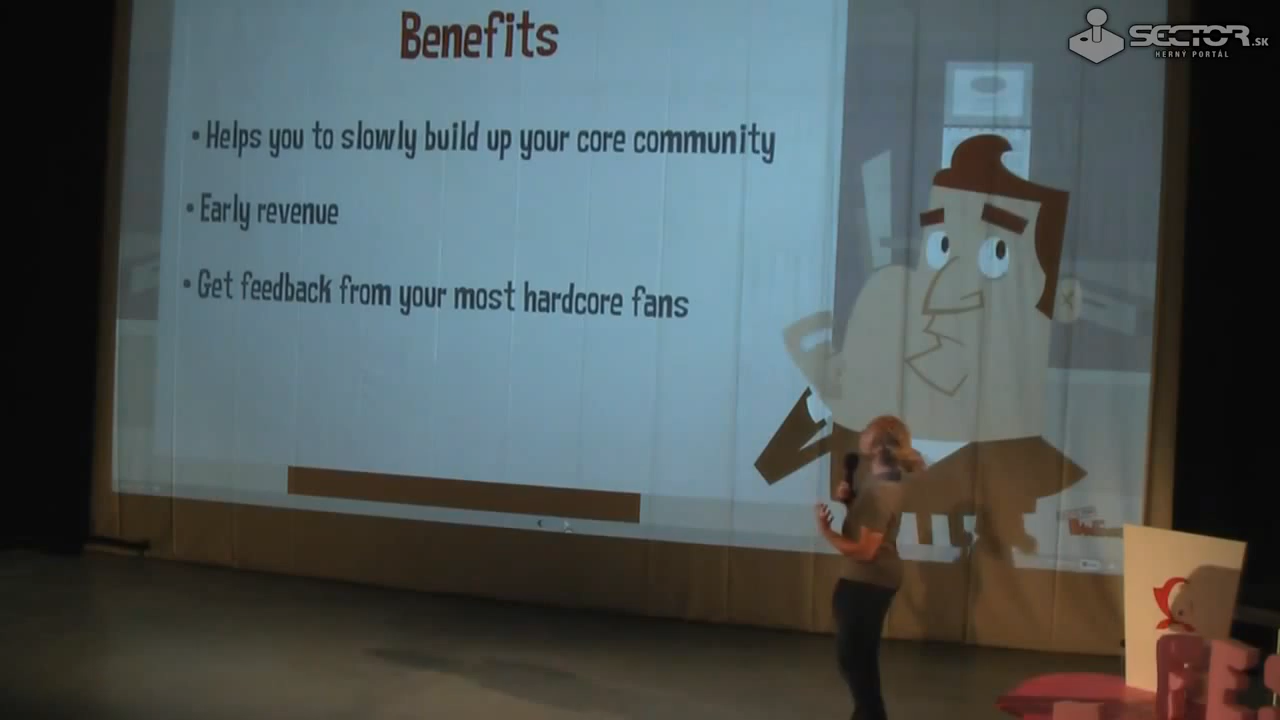 Benefits
SECTOR.SK
HERNÝ PORTÁL
• Helps you to slowly build up your core community
• Early revenue
• Get feedback from your most hardcore fans